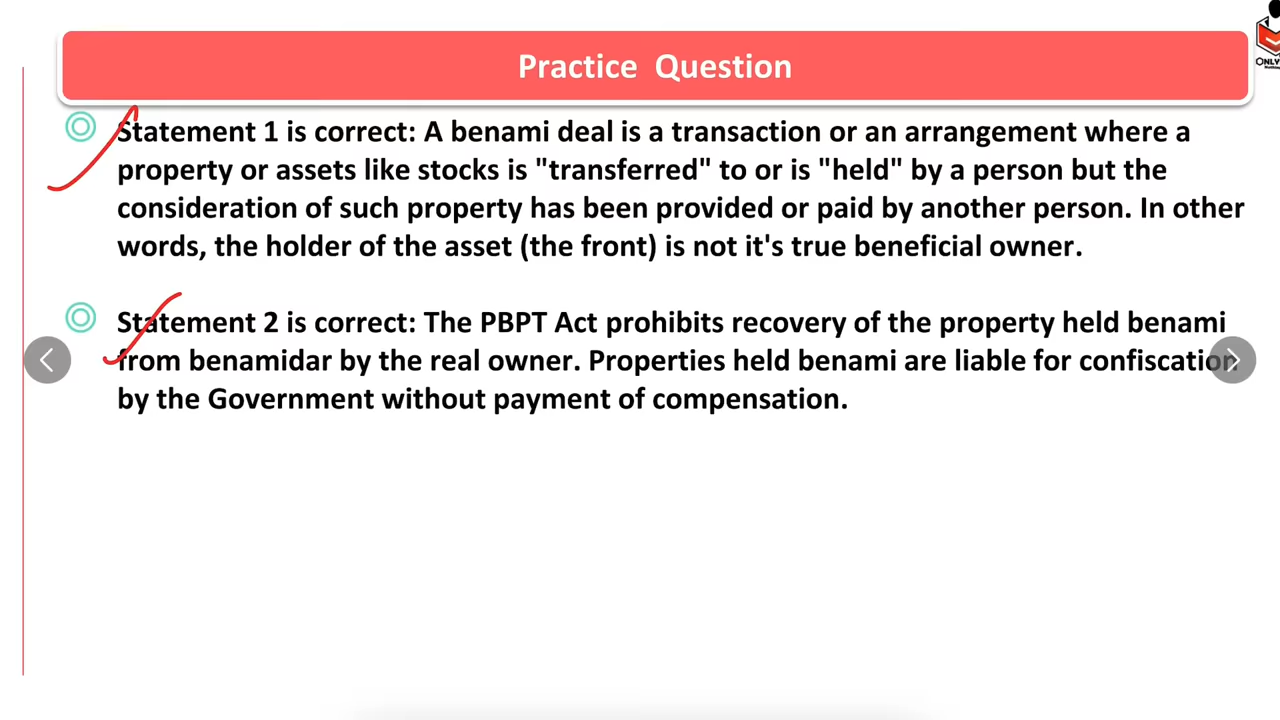 Practice Question
ONLY
Statement 1 is correct: A benami deal is a transaction or an arrangement where a
property or assets like stocks is "transferred" to or is "held" by a person but the
consideration of such property has been provided or paid by another person. In other
words, the holder of the asset (the front) is not it's true beneficial owner.
Statement 2 is correct: The PBPT Act prohibits recovery of the property held benami
from benamidar by the real owner. Properties held benami are liable for confiscation
by the Government without payment of compensation.